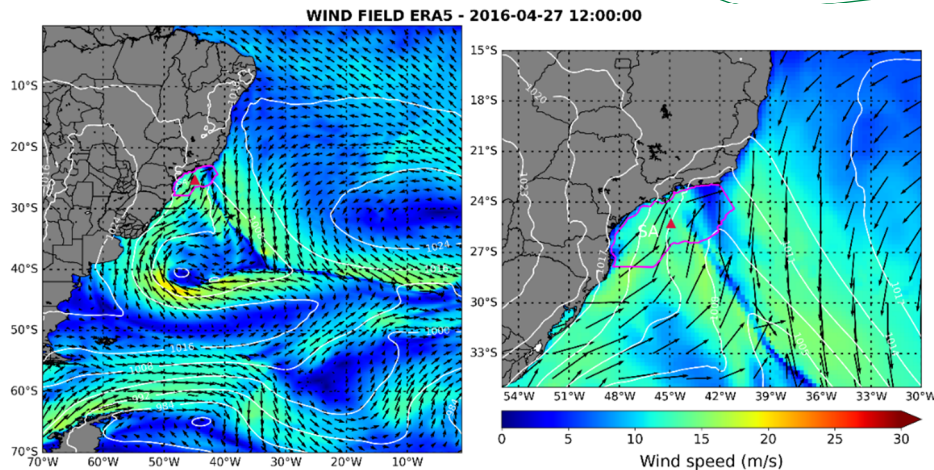 WIND FIELD ERA5 - 2016-04-27 12:00:00
10°S
20°S
30°S
40°S
50°S
60°S
70°S
70°W 60°W 50°W 40°W 30°W 20°W 10°W
1024
1016
1008
15°S
18°S
21°S
24°S
27°S
30°S
33°S
54°W 51°W 48°W 45°W 42°W 39°W 36°W 33°W 30°W
1020
SA
0 5 10 15 20 25 30
Wind speed (m/s)